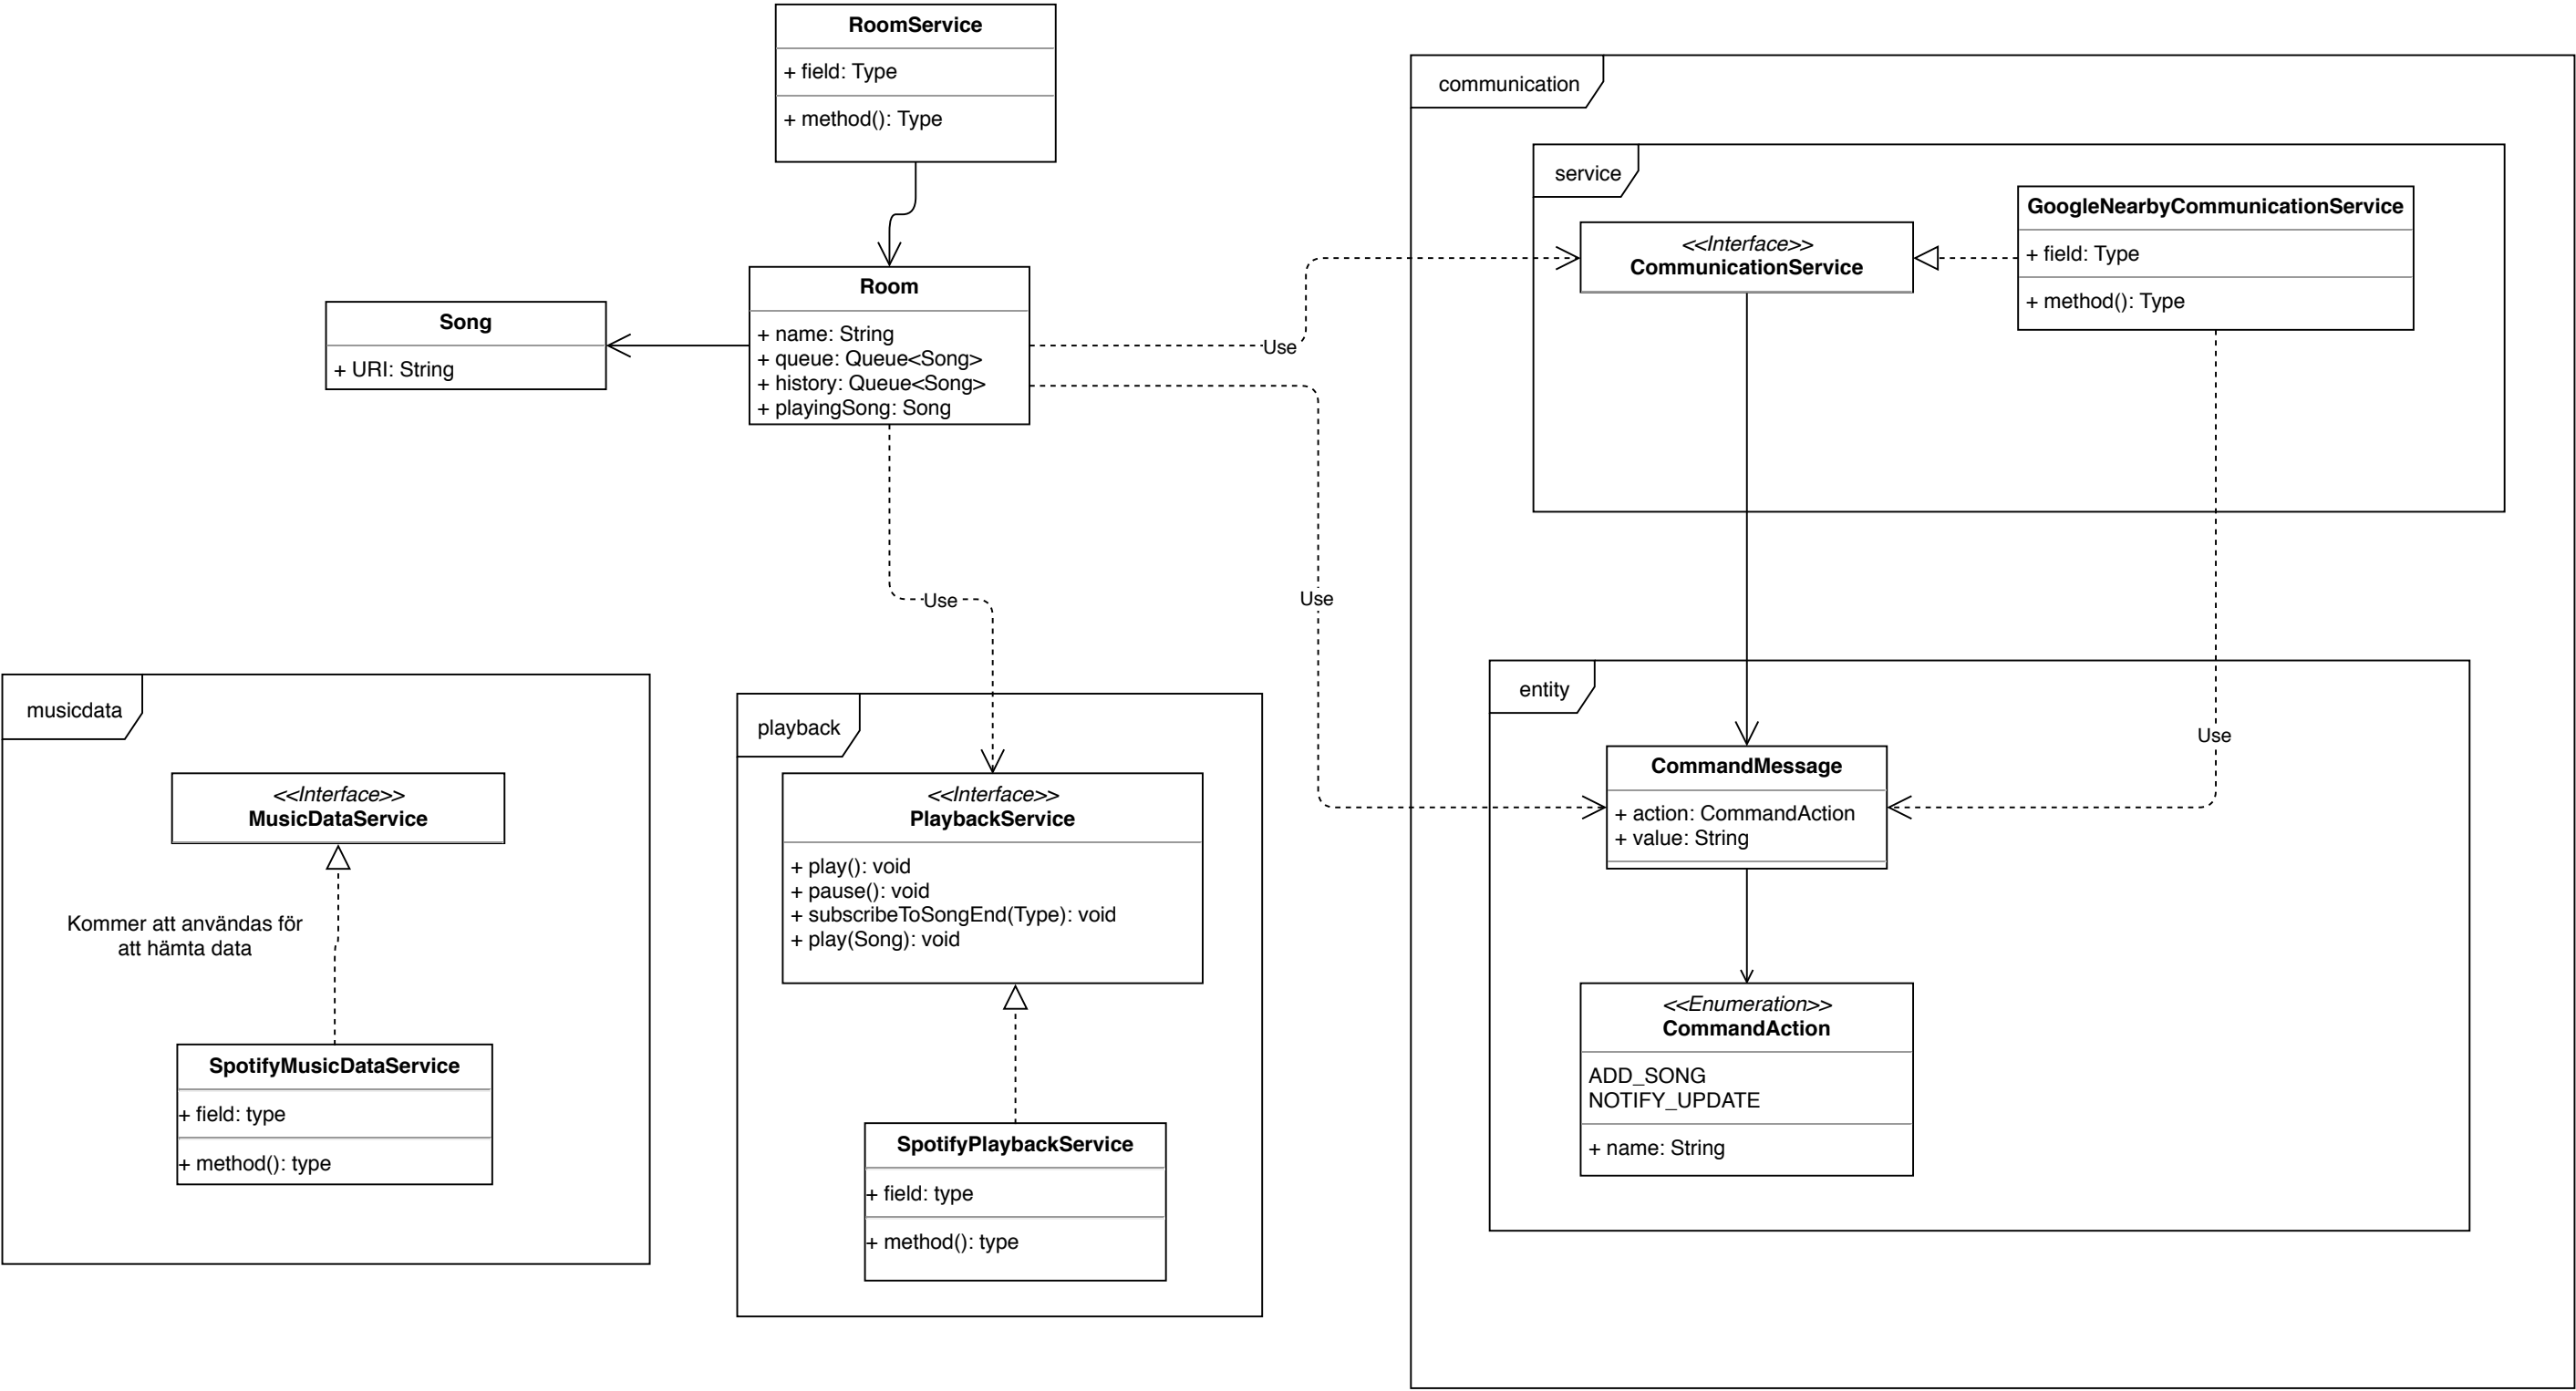 RoomService
+ field: Type
+ method(): Type
communication
service
GoogleNearbyCommunicationService
+ field: Type
+ method(): Type
<<Interface>>
CommunicationService
Room
+ name: String
+ queue: Queue<Song>
+ history: Queue<Song>
+ playingSong: Song
Song
+ URI: String
Use
Use
Use
Use
musicdata
<<Interface>>
MusicDataService
Kommer att användas för
att hämta data
SpotifyMusicDataService
+ field: type
+ method(): type
playback
<<Interface>>
PlaybackService
+ play(): void
+ pause(): void
+ subscribeToSongEnd(Type): void
+ play(Song): void
SpotifyPlaybackService
+ field: type
+ method(): type
entity
CommandMessage
+ action: CommandAction
+ value: String
<<Enumeration>>
CommandAction
ADD_SONG
NOTIFY_UPDATE
+ name: String